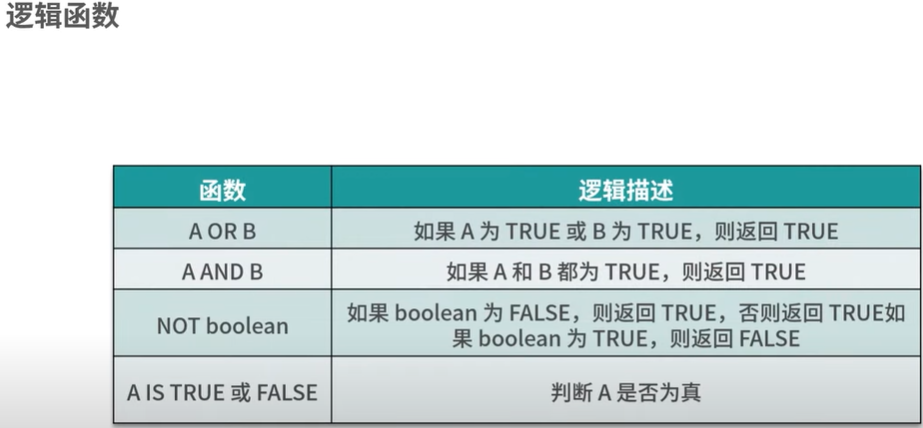 逻辑函数
函数 逻辑描述
A OR B 如果 A 为 TRUE 或 B 为 TRUE，则返回 TRUE
A AND B 如果 A 和 B 都为 TRUE，则返回 TRUE
NOT boolean 如果 boolean 为 FALSE，则返回 TRUE，否则返回 TRUE如
果 boolean 为 TRUE，则返回 FALSE
A IS TRUE 或 FALSE 判断 A 是否为真